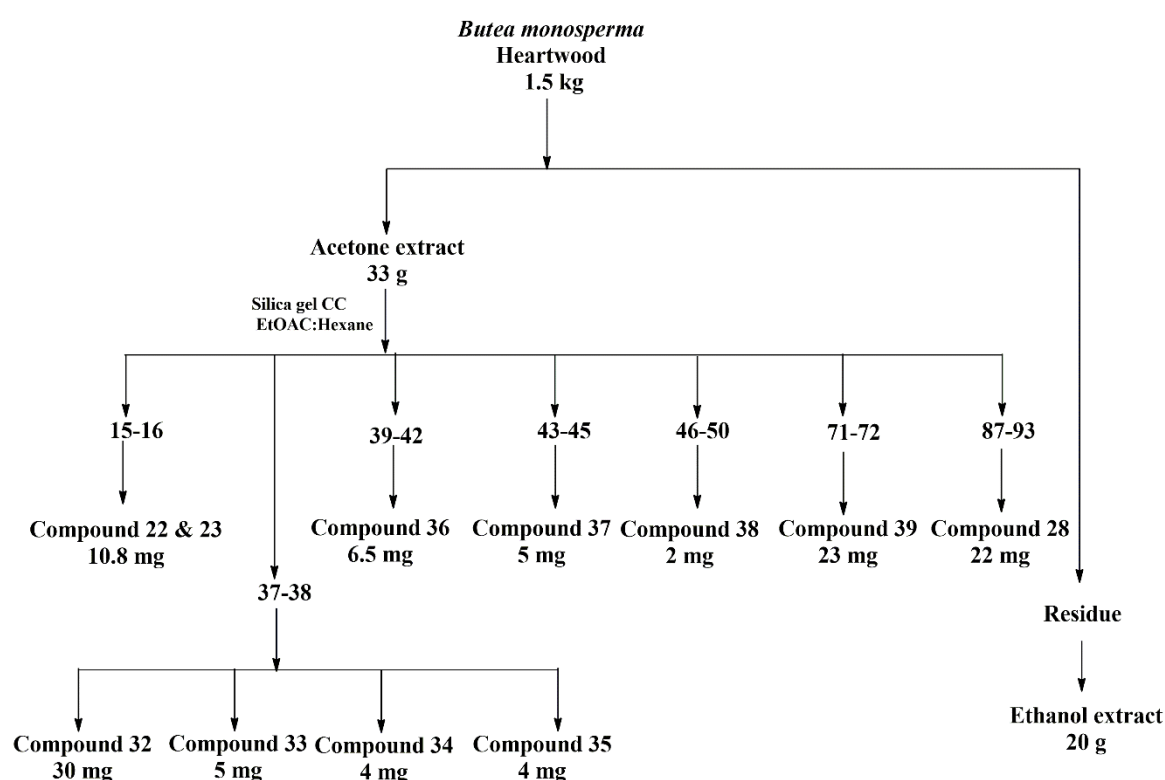 Butea monosperma
Heartwood
1.5 kg
Acetone extract
33 g
Silica gel CC
EtOAC:Hexane
15-16
39-42
43-45
46-50
71-72
87-93
Compound 22 & 23
10.8 mg
Compound 36
6.5 mg
Compound 37
5 mg
Compound 38
2 mg
Compound 39
23 mg
Compound 28
22 mg
37-38
Residue
Compound 32
30 mg
Compound 33
5 mg
Compound 34
4 mg
Compound 35
4 mg
Ethanol extract
20 g